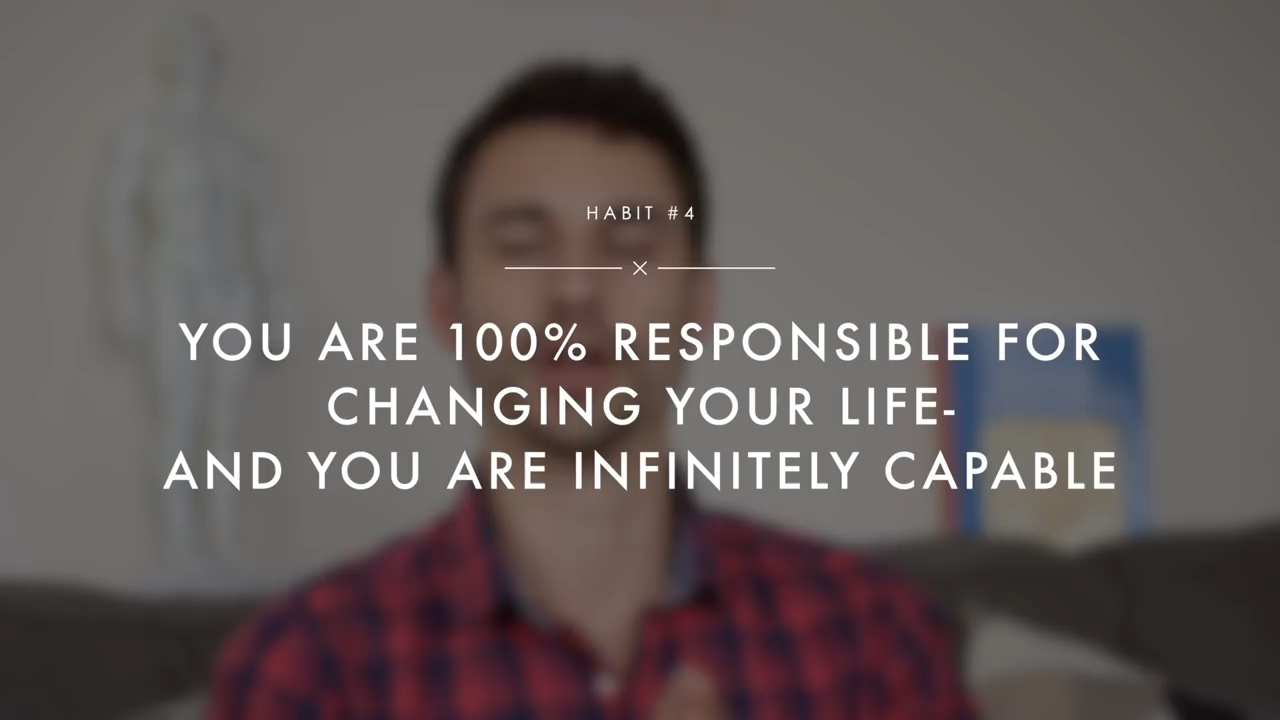 HABIT #4
YOU ARE 100% RESPONSIBLE FOR
CHANGING YOUR LIFE-
AND YOU ARE INFINITELY CAPABLE